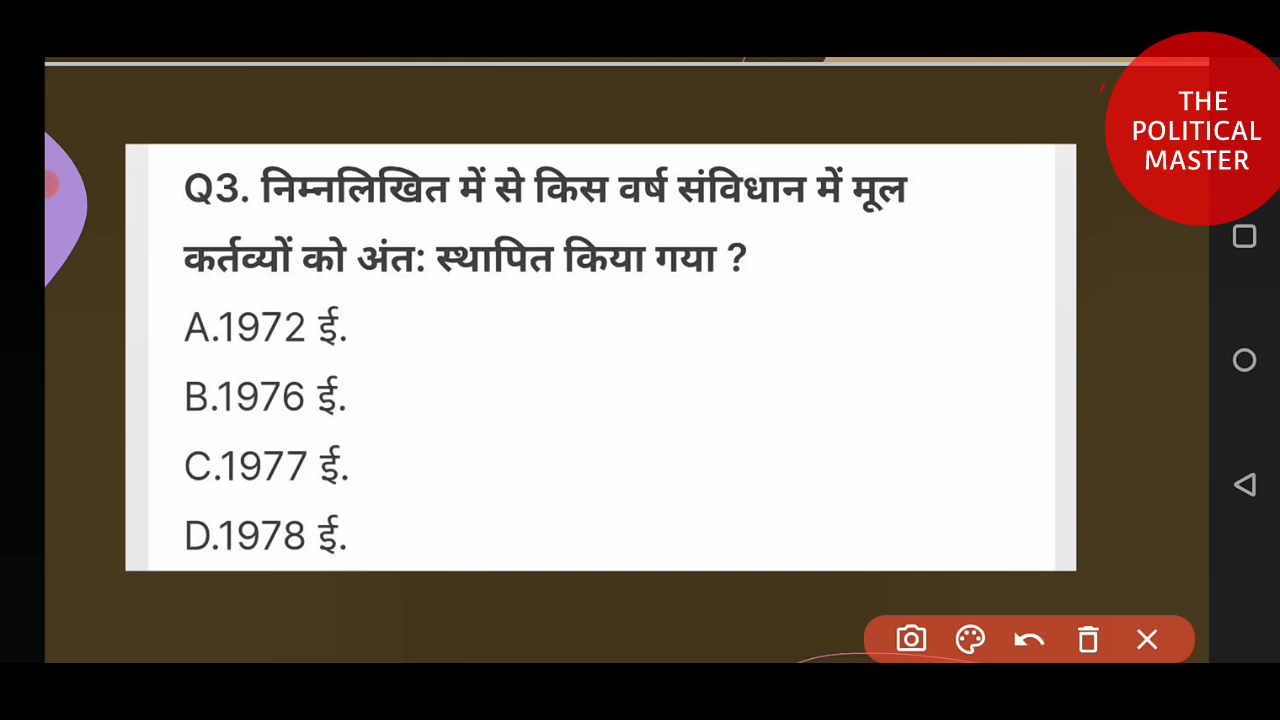 THE
POLITICAL
MASTER
Q3. निम्नलिखित में से किस वर्ष संविधान में मूल
कर्तव्यों को अंत: स्थापित किया गया ?
A.1972 ई.
B.1976 ई.
C.1977 ई.
D.1978 ई.